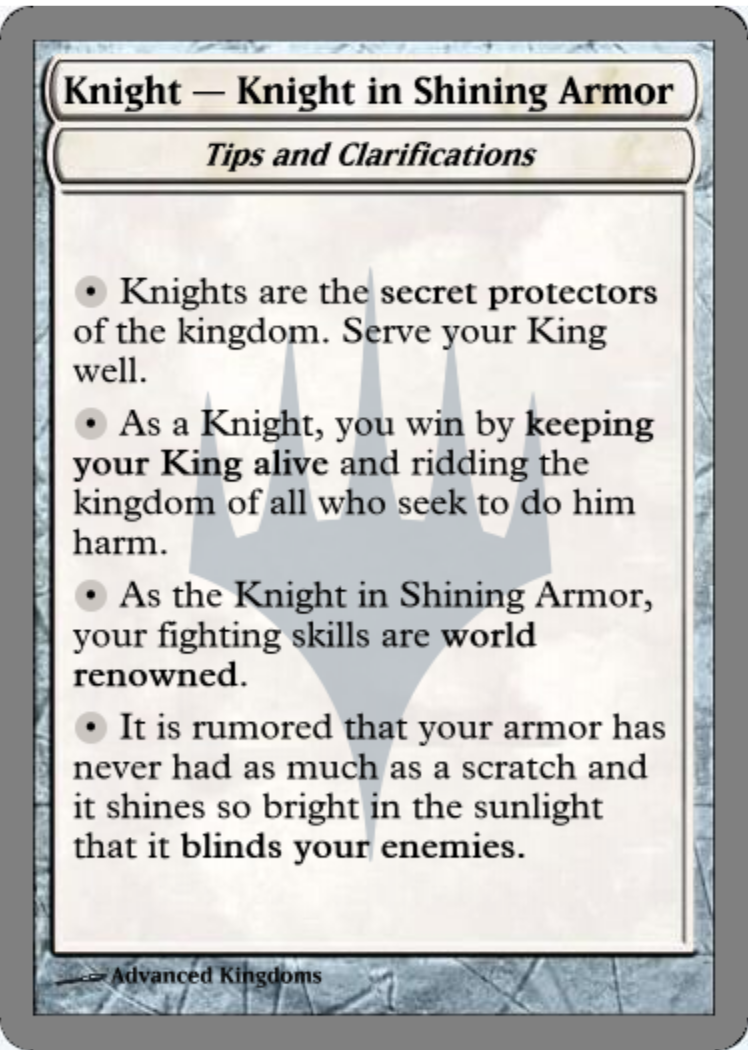 Knight — Knight in Shining Armor
Tips and Clarifications
• Knights are the secret protectors
of the kingdom. Serve your King
well.
• As a Knight, you win by keeping
your King alive and ridding the
kingdom of all who seek to do him
harm.
• As the Knight in Shining Armor,
your fighting skills are world
renowned.
• It is rumored that your armor has
never had as much as a scratch and
it shines so bright in the sunlight
that it blinds your enemies.
Advanced Kingdoms